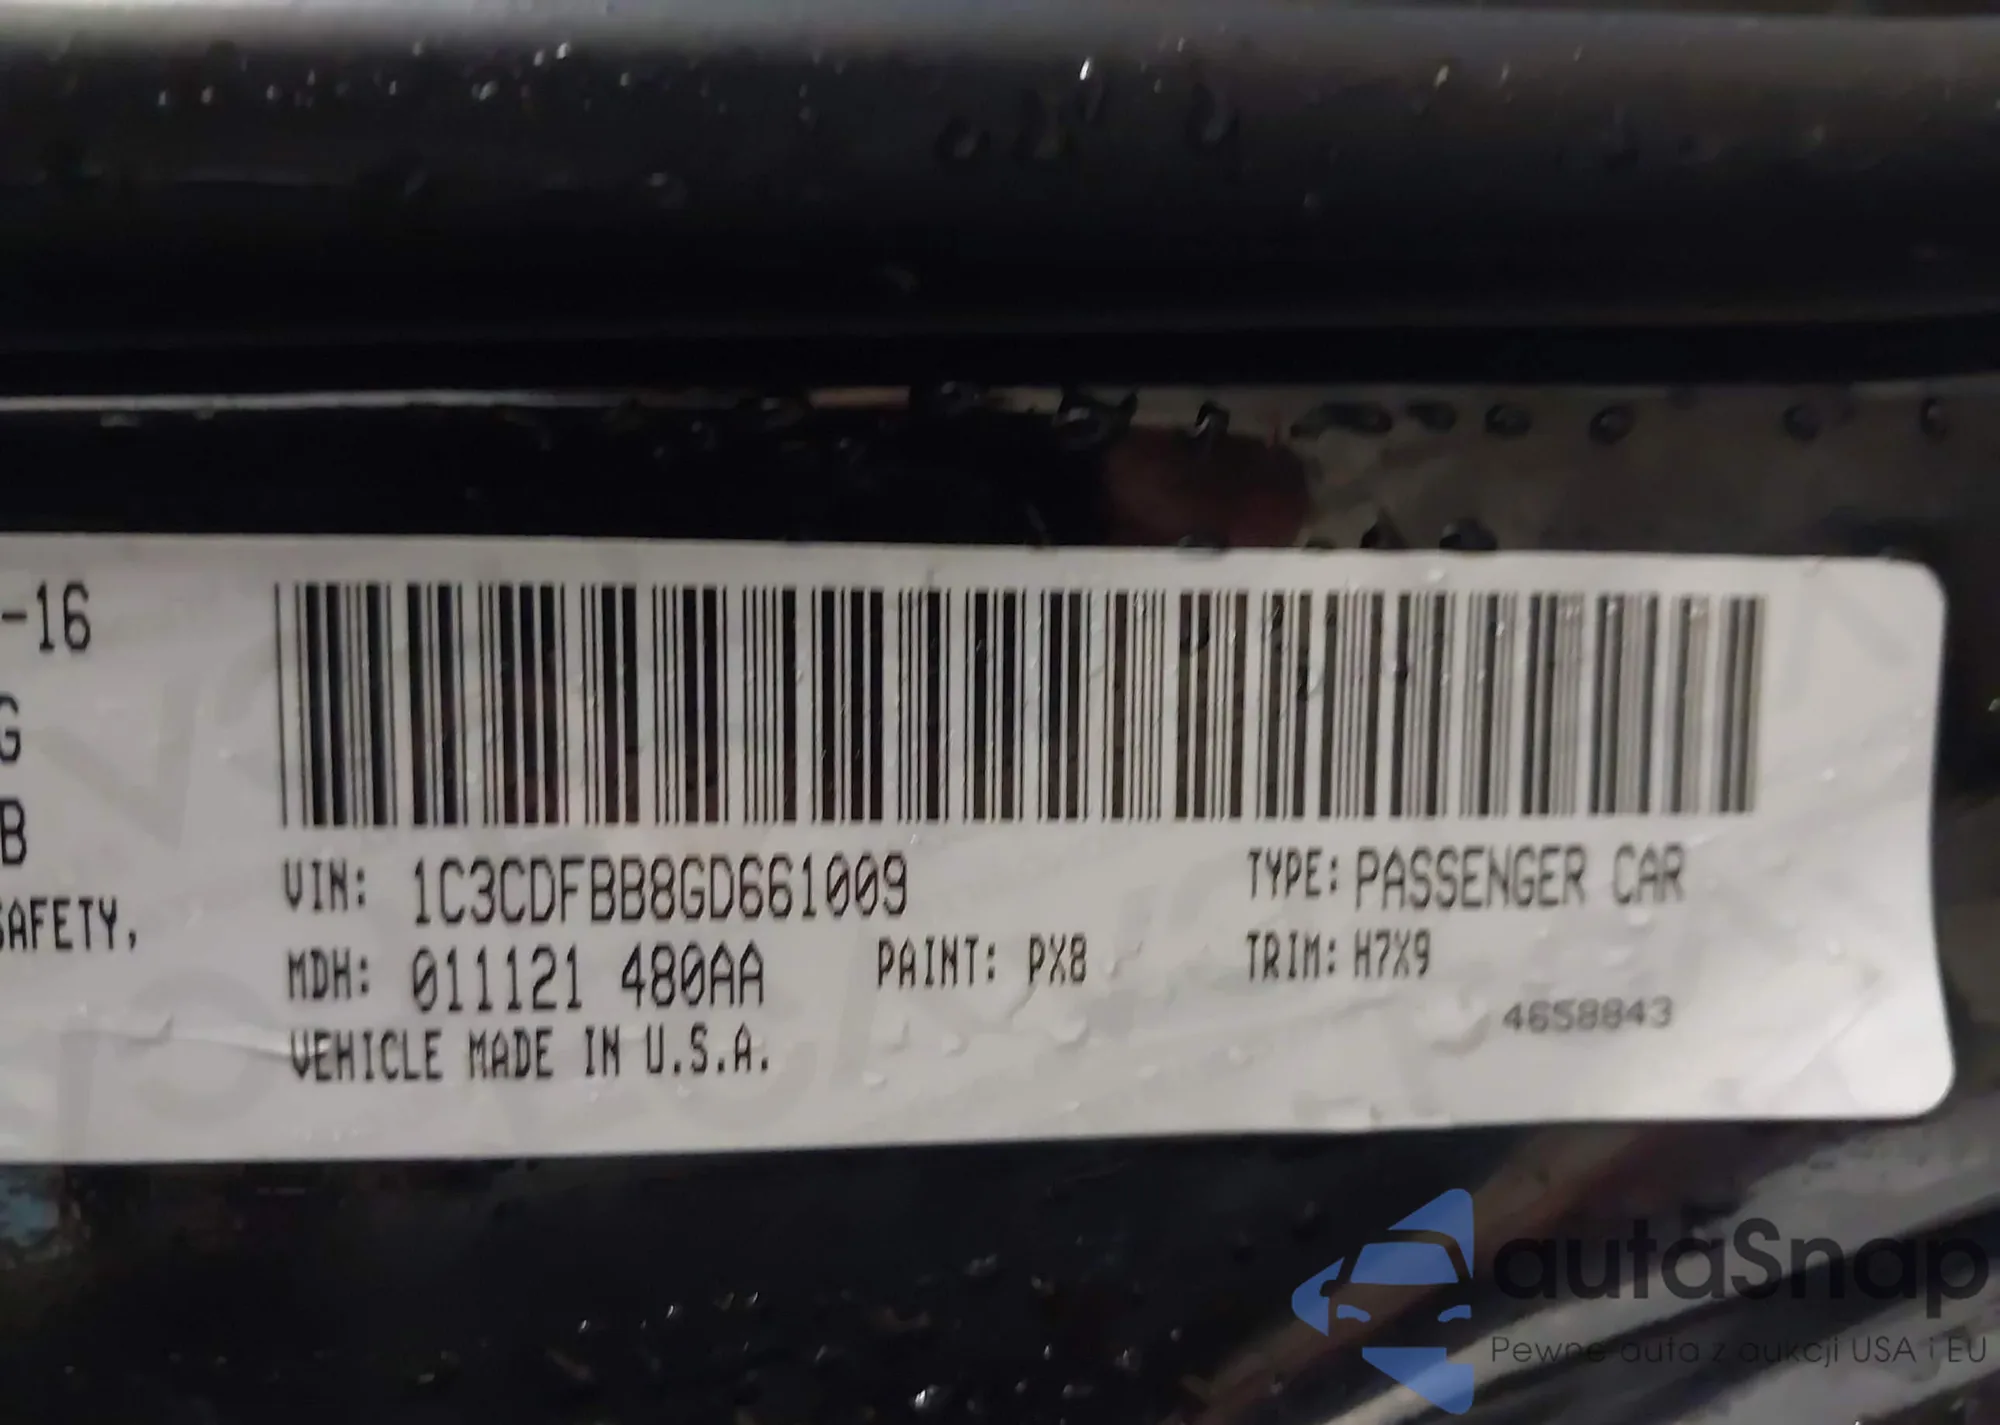 -16
G
B
SAFETY,
VIN: 1C3CDFBB8GD661009
TYPE: PASSENGER CAR
MDH: 011121 480AA
PAINT: PX8
TRIM: H7X9
4658843
VEHICLE MADE IN U.S.A.
autaSnap
Pewne auta z aukcji USA i EU